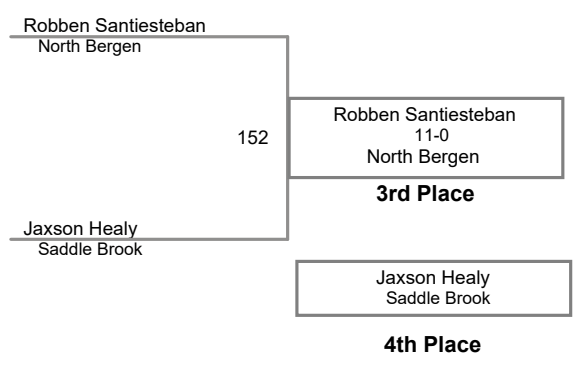 Robben Santiesteban
North Bergen
152
Robben Santiesteban
11-0
North Bergen
3rd Place
Jaxson Healy
Saddle Brook
Jaxson Healy
Saddle Brook
4th Place